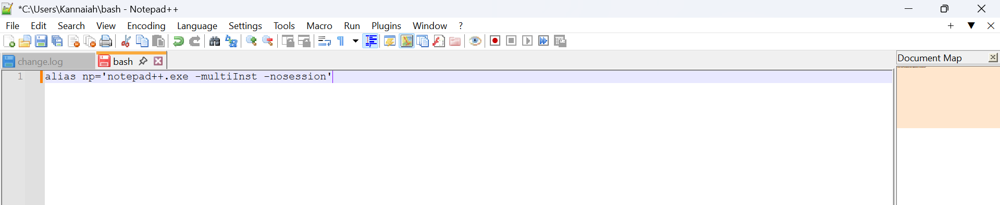 *C:\Users\Kannaiah\bash - Notepad++
File Edit Search View Encoding Language Settings Tools Macro Run Plugins Window ?
change.log bash
Document Map
1 alias np='notepad++.exe -multiInst -nosession'